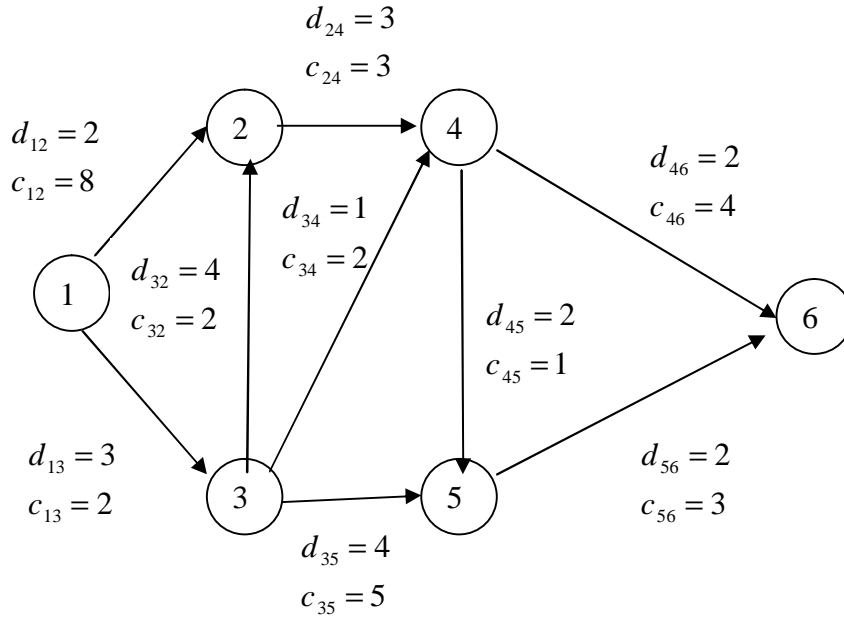 d₂₄ = 3
c₂₄ = 3
2
4
d₁₂ = 2
c₁₂ = 8
d₄₆ = 2
c₄₆ = 4
d₃₄ = 1
c₃₄ = 2
1
d₃₂ = 4
c₃₂ = 2
d₄₅ = 2
c₄₅ = 1
6
d₁₃ = 3
c₁₃ = 2
3
5
d₅₆ = 2
c₅₆ = 3
d₃₅ = 4
c₃₅ = 5